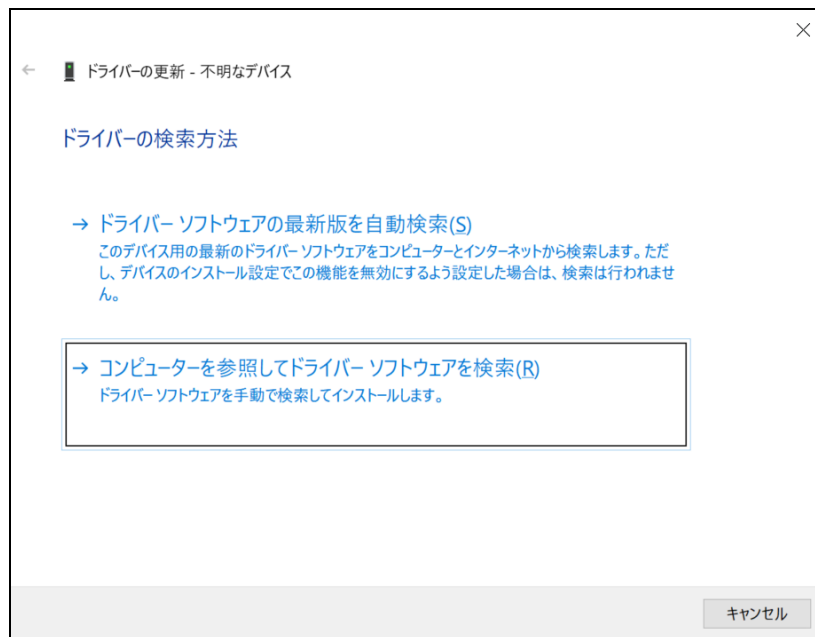 ドライバーの更新 - 不明なデバイス
ドライバーの検索方法
→ ドライバー ソフトウェアの最新版を自動検索(S)
このデバイス用の最新のドライバー ソフトウェアをコンピューターとインターネットから検索します。ただ
し、デバイスのインストール設定でこの機能を無効にするよう設定した場合は、検索は行われませ
ん。
→ コンピューターを参照してドライバー ソフトウェアを検索(R)
ドライバー ソフトウェアを手動で検索してインストールします。
キャンセル